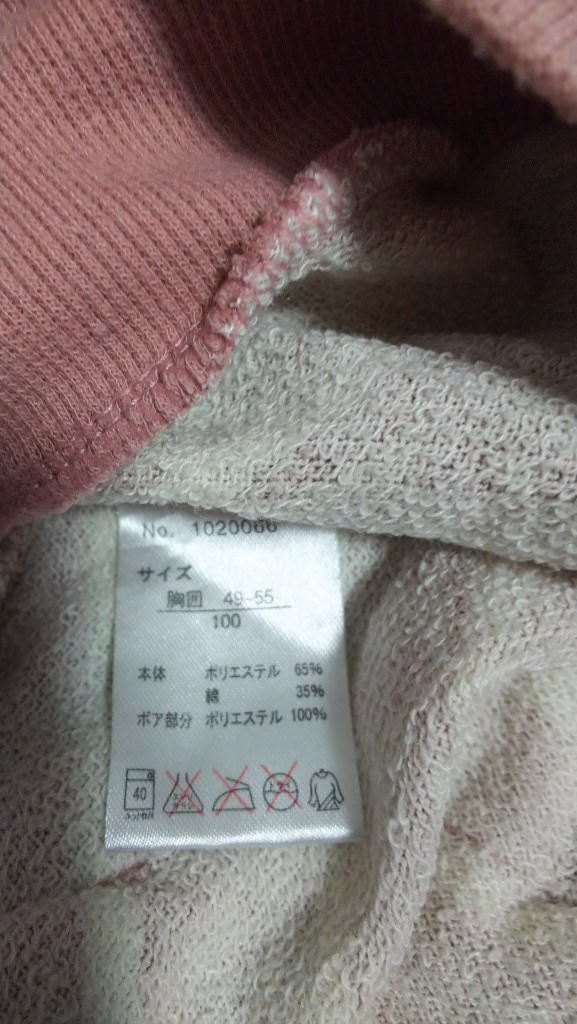 No. 1020066
サイズ
胸囲 49-55
100
本体 ポリエステル 65%
綿 35%
ボア部分 ポリエステル 100%
40